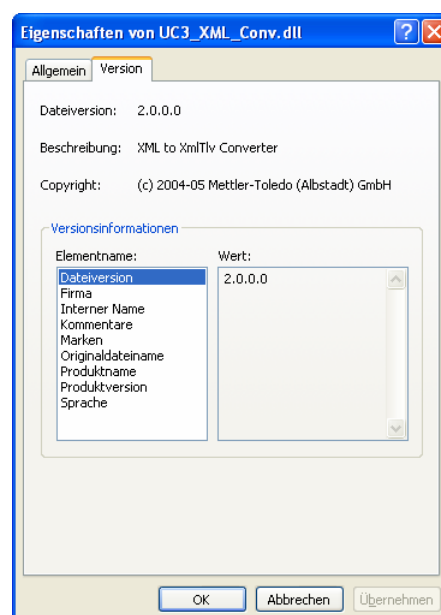 Eigenschaften von UC3_XML_Conv.dll
Allgemein Version
Dateiversion: 2.0.0.0
Beschreibung: XML to XmlTlv Converter
Copyright: (c) 2004-05 Mettler-Toledo (Albstadt) GmbH
Versionsinformationen
Elementname: Wert:
Dateiversion 2.0.0.0
Firma
Interner Name
Kommentare
Marken
Originaldateiname
Produktname
Produktversion
Sprache
OK Abbrechen Übernehmen